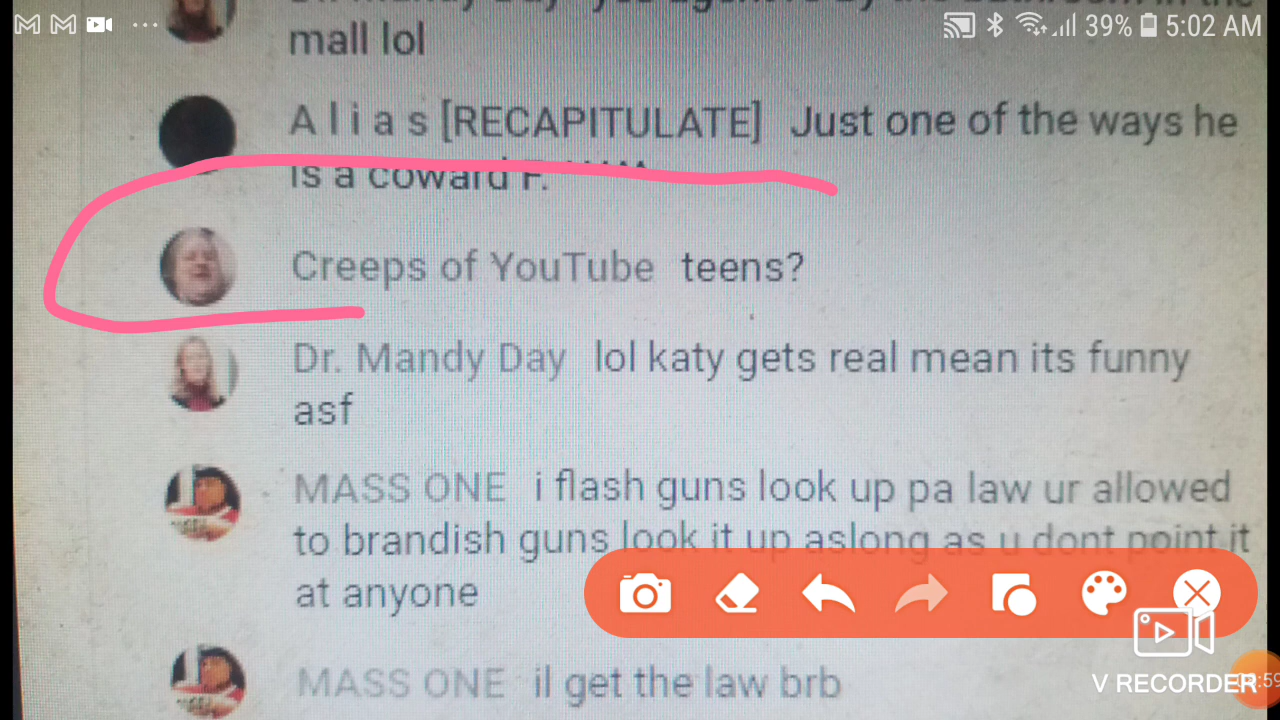 39% 5:02 AM
mall lol
A l i a s [RECAPITULATE] Just one of the ways he
is a coward F.
Creeps of YouTube teens?
Dr. Mandy Day lol katy gets real mean its funny
asf
MASS ONE i flash guns look up pa law ur allowed
to brandish guns look it up aslong as u dont point it
at anyone
MASS ONE il get the law brb
V RECORDER